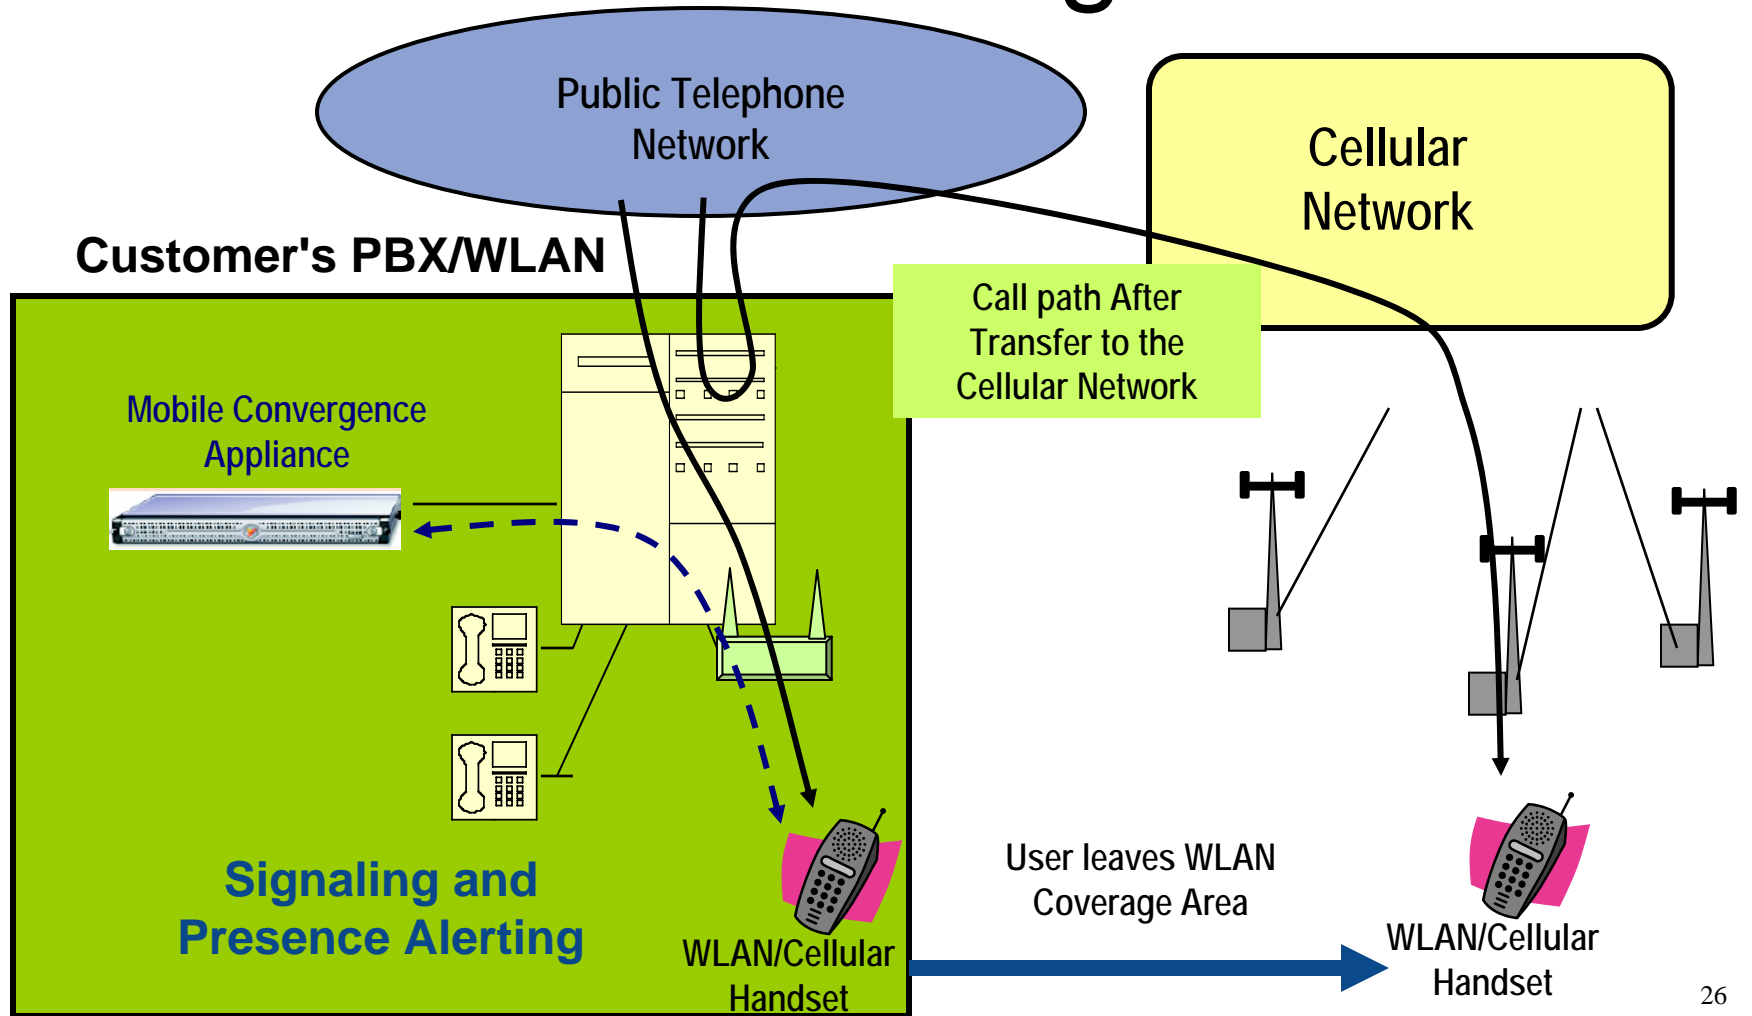 Public Telephone
Network
Cellular
Network
Customer's PBX/WLAN
Call path After
Transfer to the
Cellular Network
Mobile Convergence
Appliance
Signaling and
Presence Alerting
WLAN/Cellular
Handset
User leaves WLAN
Coverage Area
WLAN/Cellular
Handset
26